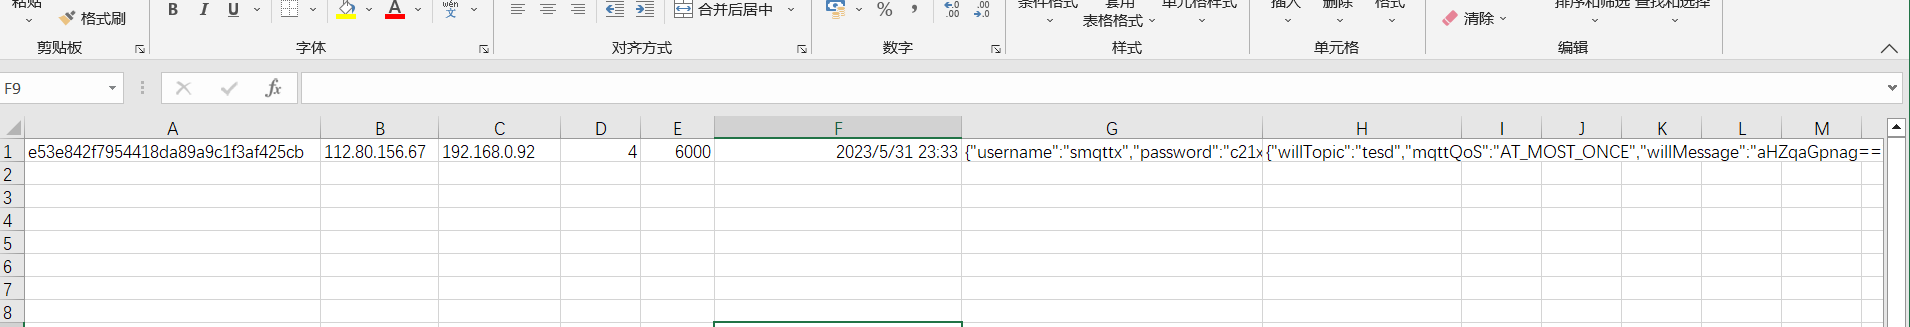 粘贴
格式刷
B I U
A
wén
文
合并后居中
% ,
条件格式 套用 单元格样式 插入 删除 格式
表格格式
清除
排序和筛选 查找和选择
剪贴板 字体 对齐方式 数字 样式 单元格 编辑
F9 fx
A B C D E F G H I J K L M
1 e53e842f7954418da89a9c1f3af425cb 112.80.156.67 192.168.0.92 4 6000 2023/5/31 23:33 {"username":"smqttx","password":"c21x {"willTopic":"tesd","mqttQoS":"AT_MOST_ONCE","willMessage":"aHZqaGpnag==
2
3
4
5
6
7
8